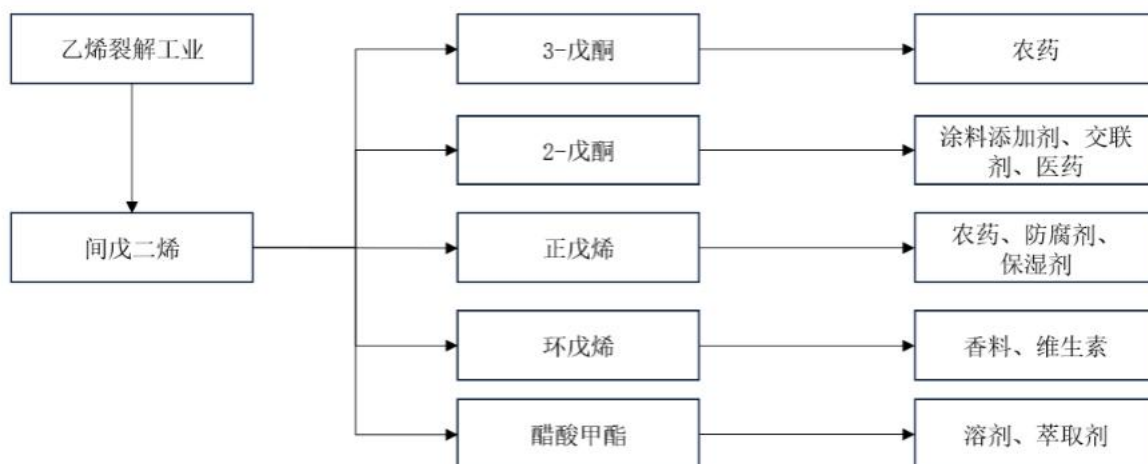 乙烯裂解工业
3-戊酮
农药
2-戊酮
涂料添加剂、交联
剂、医药
间戊二烯
正戊烯
农药、防腐剂、
保湿剂
环戊烯
香料、维生素
醋酸甲酯
溶剂、萃取剂